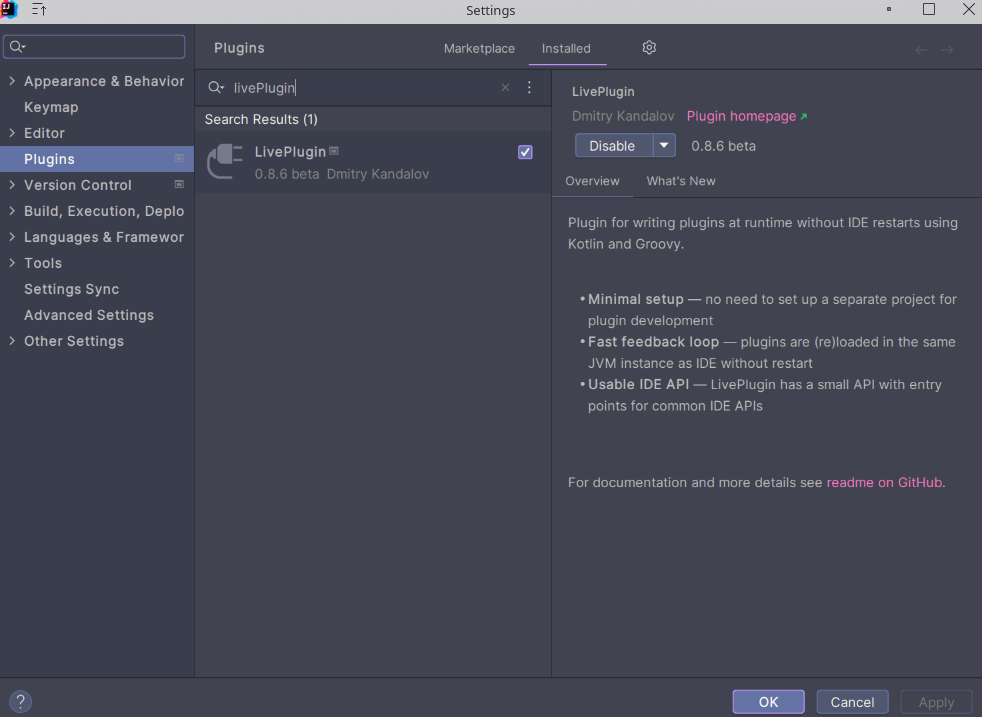 Settings
Plugins
Marketplace
Installed
livePlugin
Appearance & Behavior
Keymap
Editor
Plugins
Version Control
Build, Execution, Deplo
Languages & Framewor
Tools
Settings Sync
Advanced Settings
Other Settings
Search Results (1)
LivePlugin
0.8.6 beta Dmitry Kandalov
LivePlugin
Dmitry Kandalov Plugin homepage
Disable
0.8.6 beta
Overview
What's New
Plugin for writing plugins at runtime without IDE restarts using
Kotlin and Groovy.
• Minimal setup — no need to set up a separate project for
plugin development
• Fast feedback loop — plugins are (re)loaded in the same
JVM instance as IDE without restart
• Usable IDE API — LivePlugin has a small API with entry
points for common IDE APIs
For documentation and more details see readme on GitHub.
?
OK
Cancel
Apply